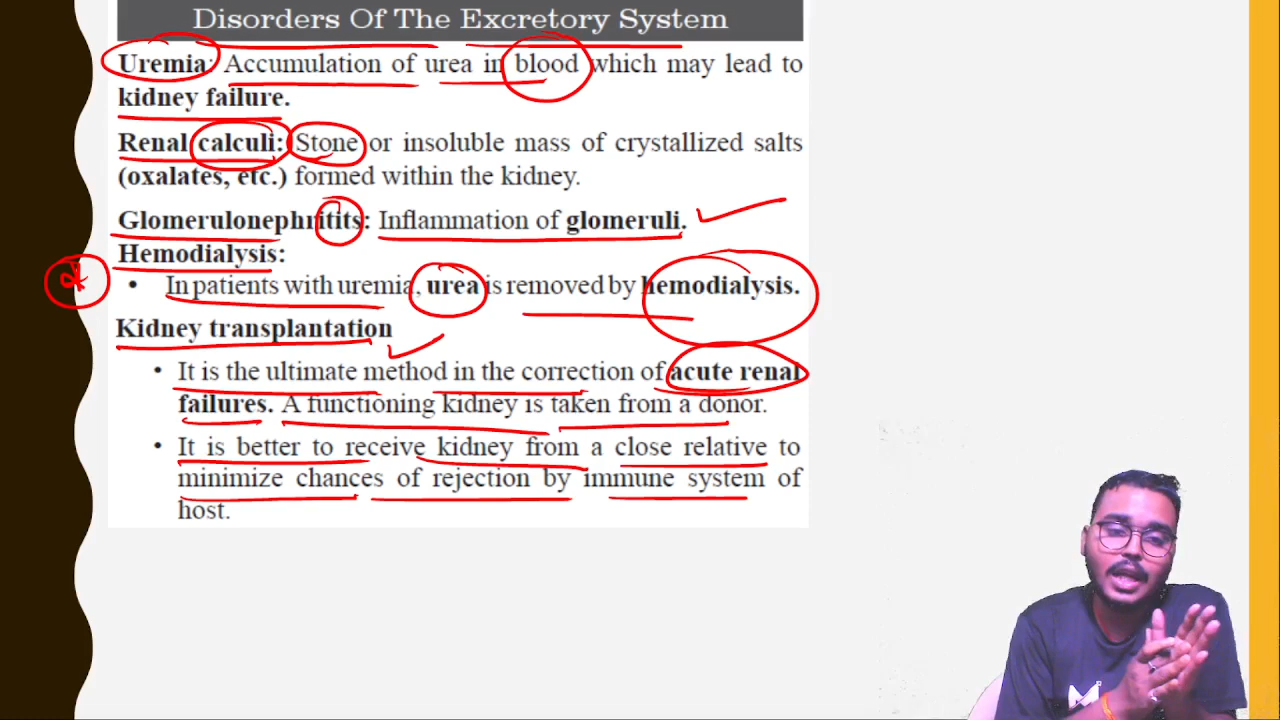 Disorders Of The Excretory System
Uremia: Accumulation of urea in blood which may lead to
kidney failure.
Renal calculi: Stone or insoluble mass of crystallized salts
(oxalates, etc.) formed within the kidney.
Glomerulonephritits: Inflammation of glomeruli.
Hemodialysis:
• In patients with uremia, urea is removed by hemodialysis.
Kidney transplantation
• It is the ultimate method in the correction of acute renal
failures. A functioning kidney is taken from a donor.
• It is better to receive kidney from a close relative to
minimize chances of rejection by immune system of
host.